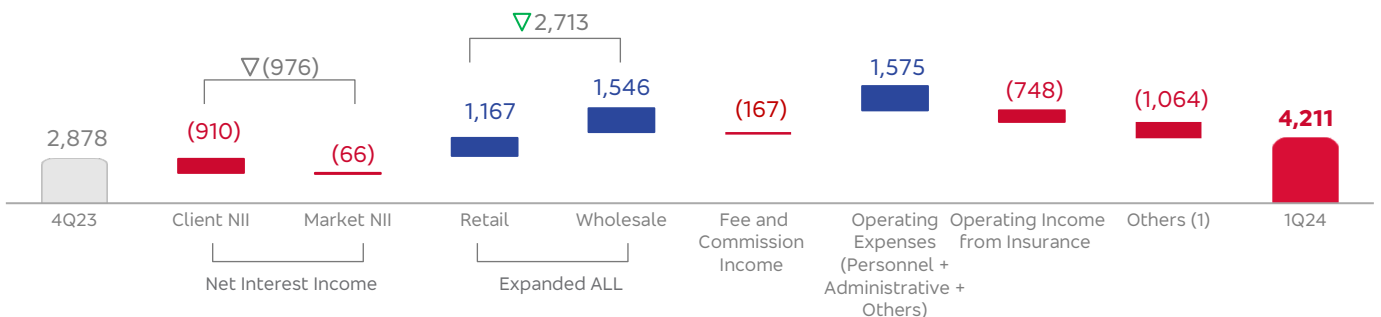 ▽2,713
▽(976)
1,575
1,546
(748)
1,167
(1,064)
(167)
4,211
2,878
(910)
(66)
4Q23
Client NII
Market NII
Retail
Wholesale
Fee and
Commission
Income
Operating
Expenses
(Personnel +
Administrative +
Others)
Operating Income
from Insurance
Others (1)
1Q24
Net Interest Income
Expanded ALL